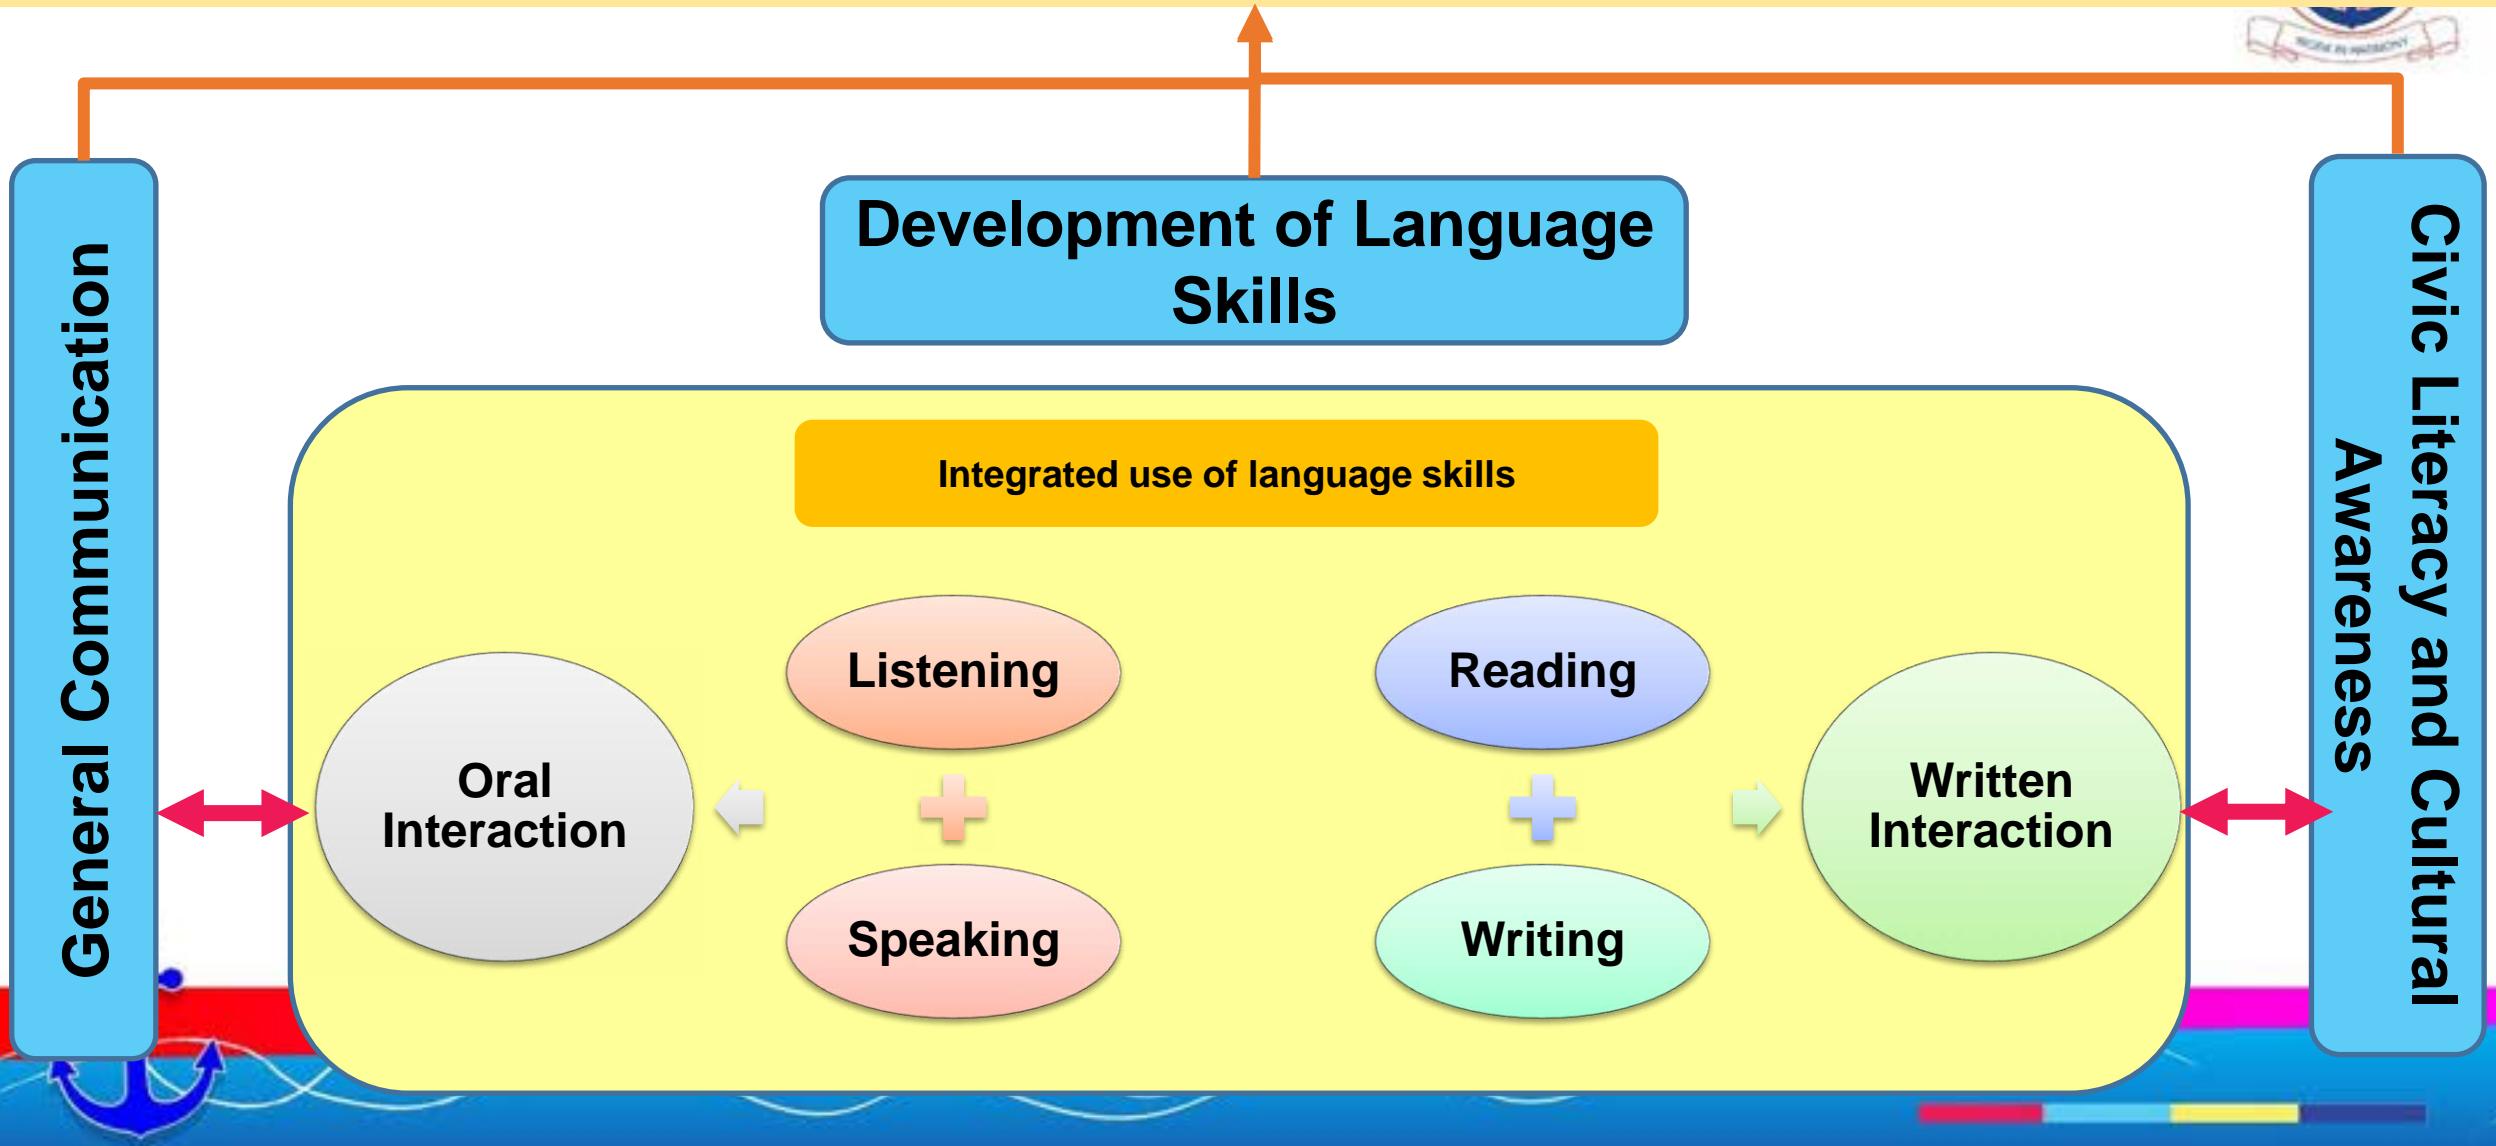 Development of Language
Skills
General Communication
Civic Literacy and Cultural
Awareness
Integrated use of language skills
Listening
Reading
Oral
Interaction
Written
Interaction
Speaking
Writing